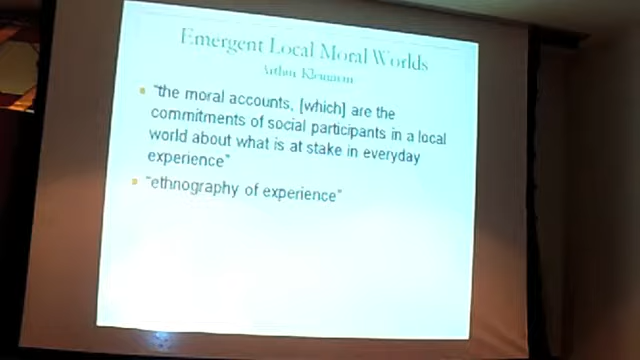 Emergent Local Moral Worlds
Arthur Kleinman
"the moral accounts, [which] are the
commitments of social participants in a local
world about what is at stake in everyday
experience"
"ethnography of experience"